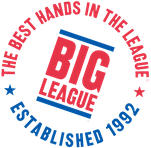 THE BEST HANDS IN THE LEAGUE
BIG
LEAGUE
ESTABLISHED 1992